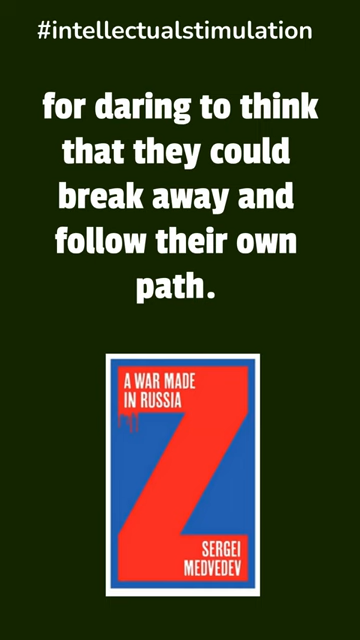 #intellectualstimulation
for daring to think
that they could
break away and
follow their own
path.
A WAR MADE
IN RUSSIA
Z
SERGEI
MEDVEDEV